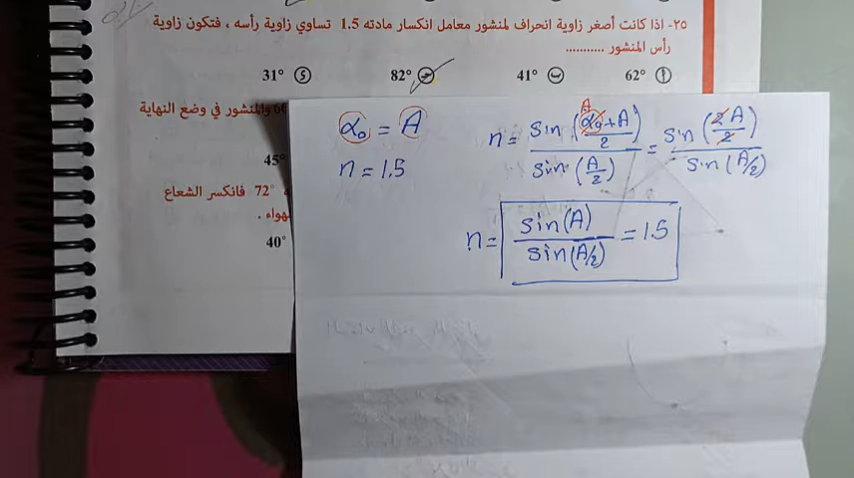 ٢٥- اذا كانت أصغر زاوية انحراف لمنشور معامل انكسار مادته 1.5 تساوي زاوية رأسه ، فتكون زاوية
رأس المنشور ...........
أ 62° ب 41° جـ 82° د 31°
والمنشور في وضع النهاية
45°
72° فانكسر الشعاع
هواء .
40°
α₀ = A
n = 1.5
n = sin (α₀+A / 2) / sin (A/2) = sin (2A/2) / sin (A/2)
A
n = sin(A) / sin(A/2) = 1.5